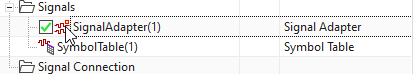 Signals
SignalAdapter(1) Signal Adapter
SymbolTable(1) Symbol Table
Signal Connection